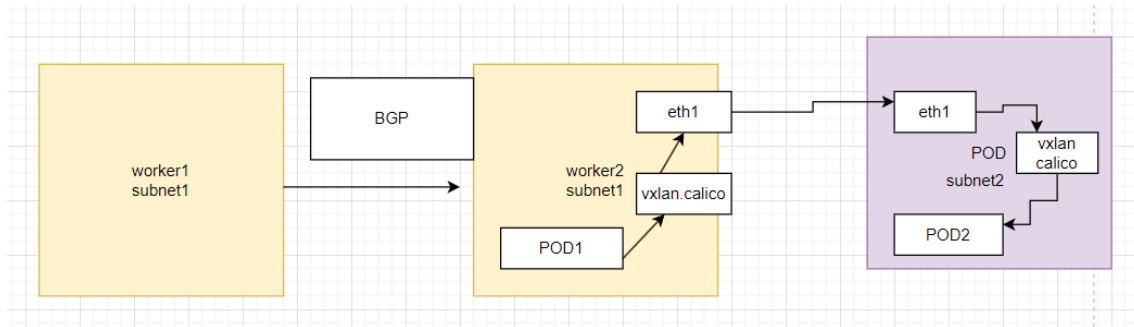 worker1
subnet1
BGP
worker2
subnet1
eth1
vxlan.calico
POD1
eth1
vxlan
calico
POD
subnet2
POD2